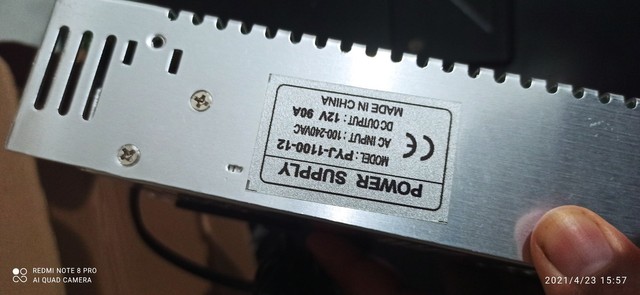 POWER SUPPLY
MODEL : PYJ-1100-12
AC INPUT : 100-240VAC
DC OUTPUT : 12V 90A
MADE IN CHINA
CE
REDMI NOTE 8 PRO
AI QUAD CAMERA
2021/4/23 15:57